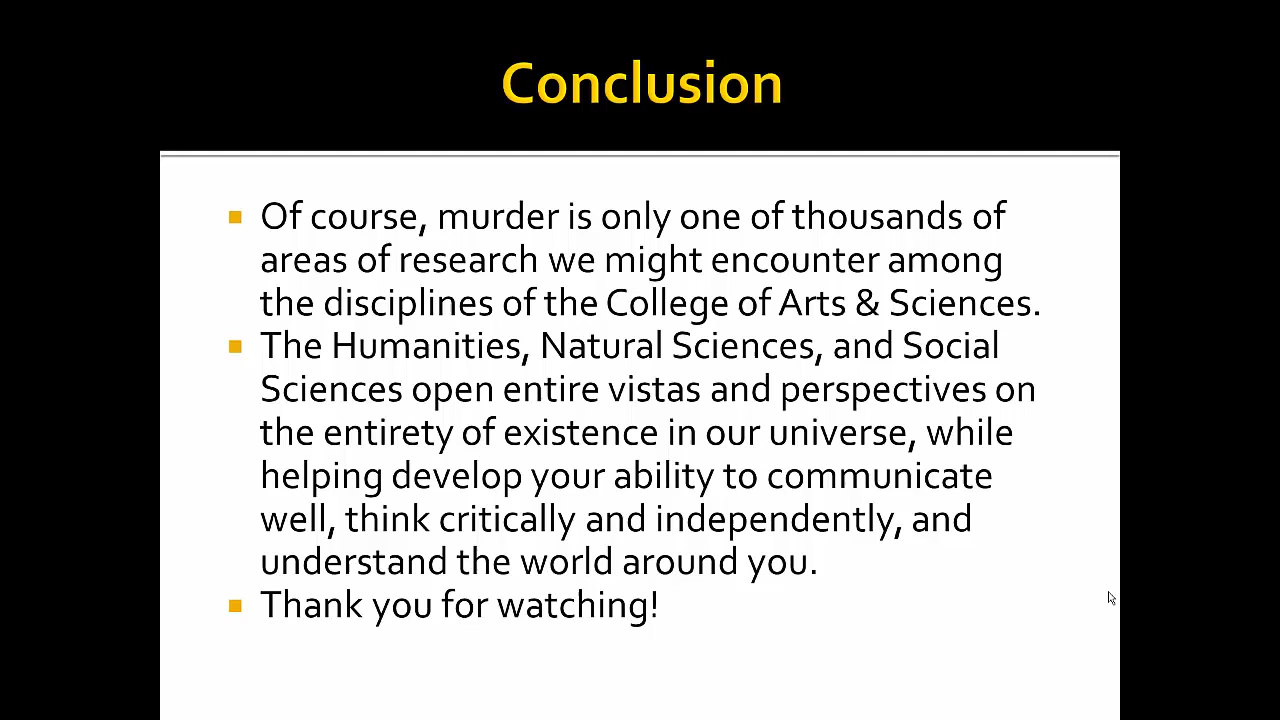 Conclusion
Of course, murder is only one of thousands of
areas of research we might encounter among
the disciplines of the College of Arts & Sciences.
The Humanities, Natural Sciences, and Social
Sciences open entire vistas and perspectives on
the entirety of existence in our universe, while
helping develop your ability to communicate
well, think critically and independently, and
understand the world around you.
Thank you for watching!